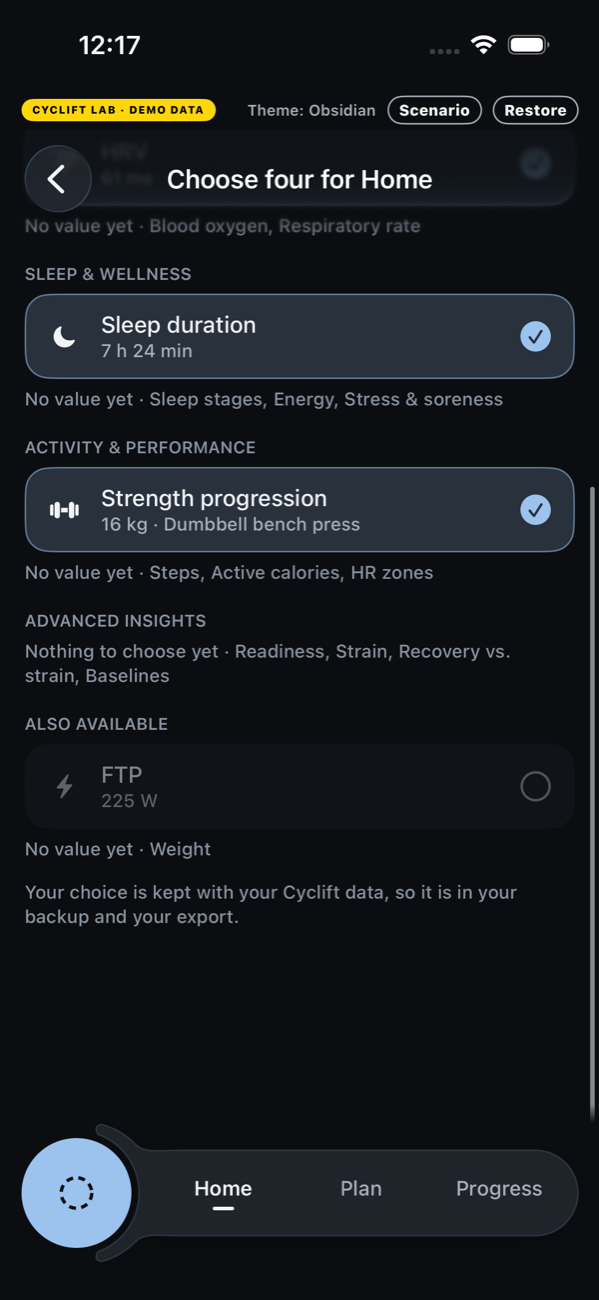 12:17
CYCLIFT LAB · DEMO DATA
Theme: Obsidian
Scenario
Restore
HRV
61 ms
Choose four for Home
No value yet · Blood oxygen, Respiratory rate
SLEEP & WELLNESS
Sleep duration
7 h 24 min
No value yet · Sleep stages, Energy, Stress & soreness
ACTIVITY & PERFORMANCE
Strength progression
16 kg · Dumbbell bench press
No value yet · Steps, Active calories, HR zones
ADVANCED INSIGHTS
Nothing to choose yet · Readiness, Strain, Recovery vs.
strain, Baselines
ALSO AVAILABLE
FTP
225 W
No value yet · Weight
Your choice is kept with your Cyclift data, so it is in your
backup and your export.
Home
Plan
Progress